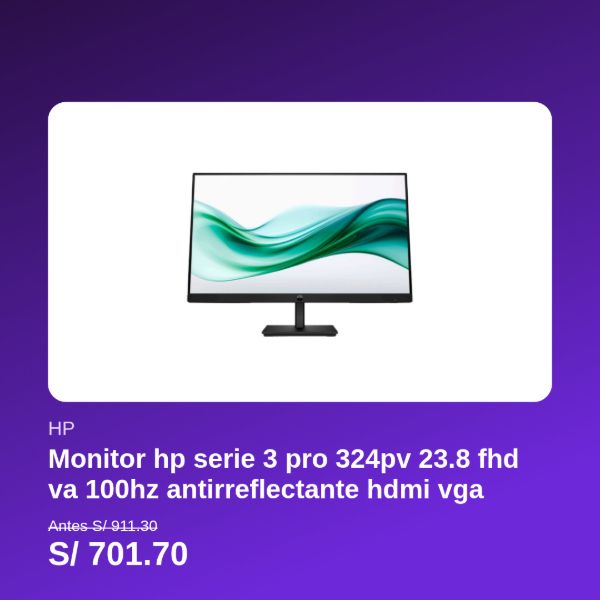 HP
Monitor hp serie 3 pro 324pv 23.8 fhd
va 100hz antirreflectante hdmi vga
Antes S/ 911.30
S/ 701.70